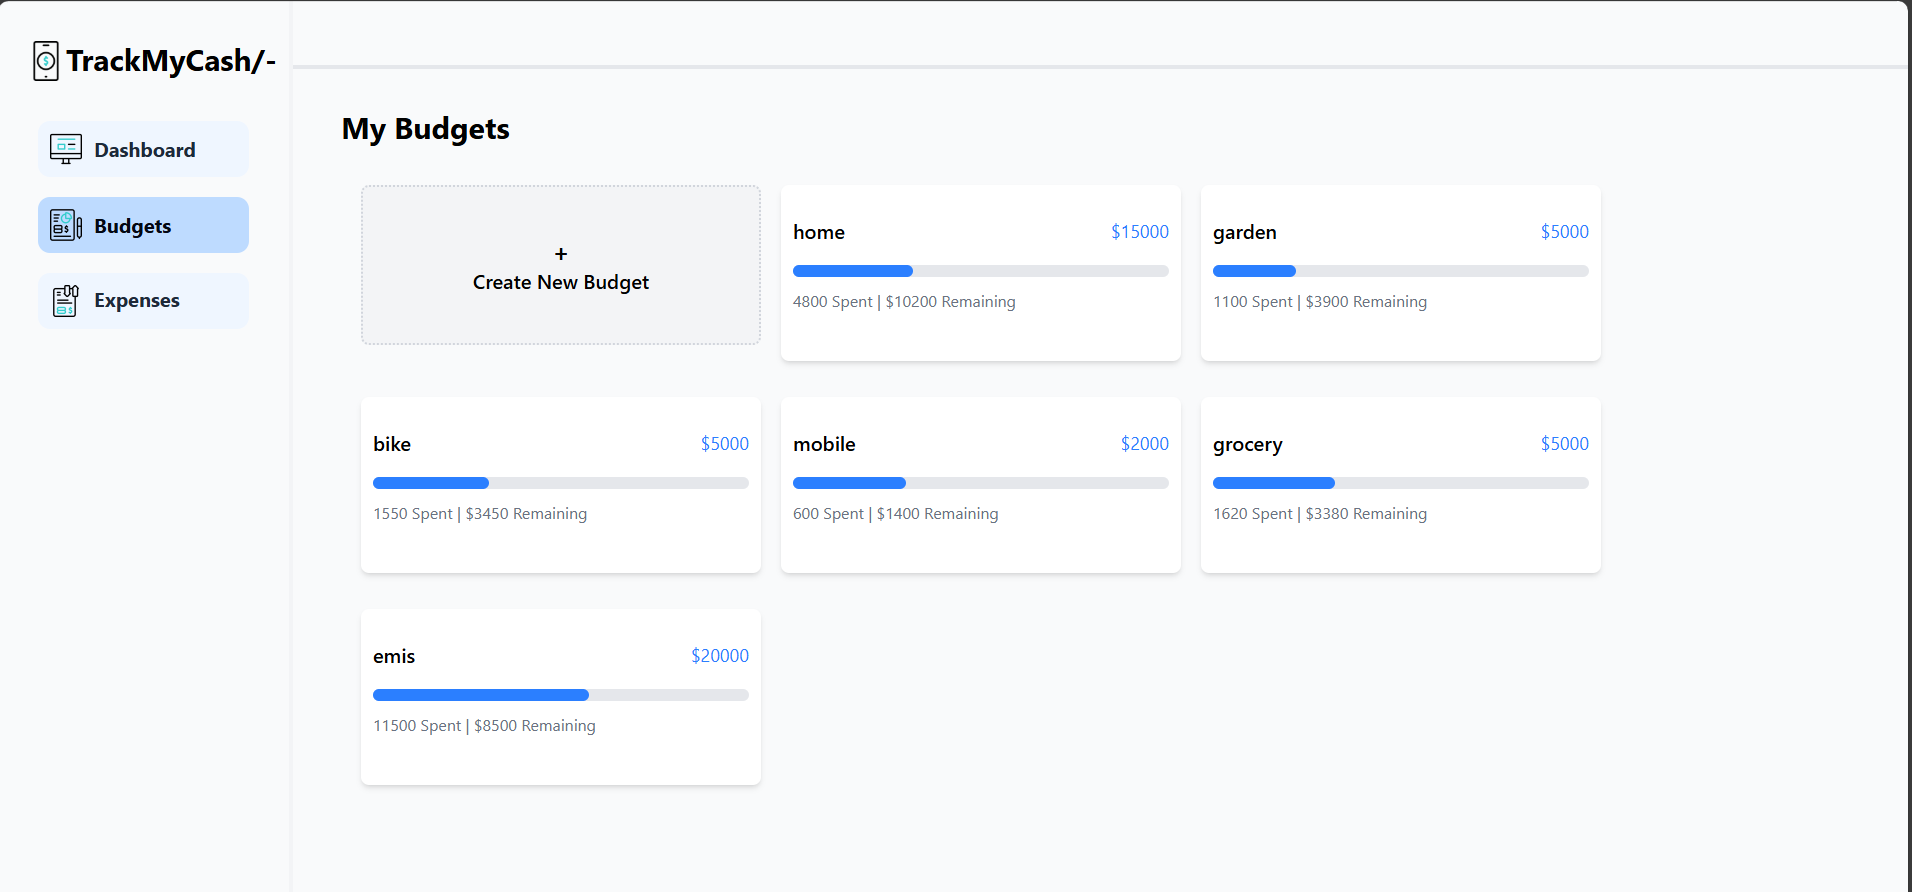 TrackMyCash/-
Dashboard
Budgets
Expenses
My Budgets
+
Create New Budget
home $15000
4800 Spent | $10200 Remaining
garden $5000
1100 Spent | $3900 Remaining
bike $5000
1550 Spent | $3450 Remaining
mobile $2000
600 Spent | $1400 Remaining
grocery $5000
1620 Spent | $3380 Remaining
emis $20000
11500 Spent | $8500 Remaining